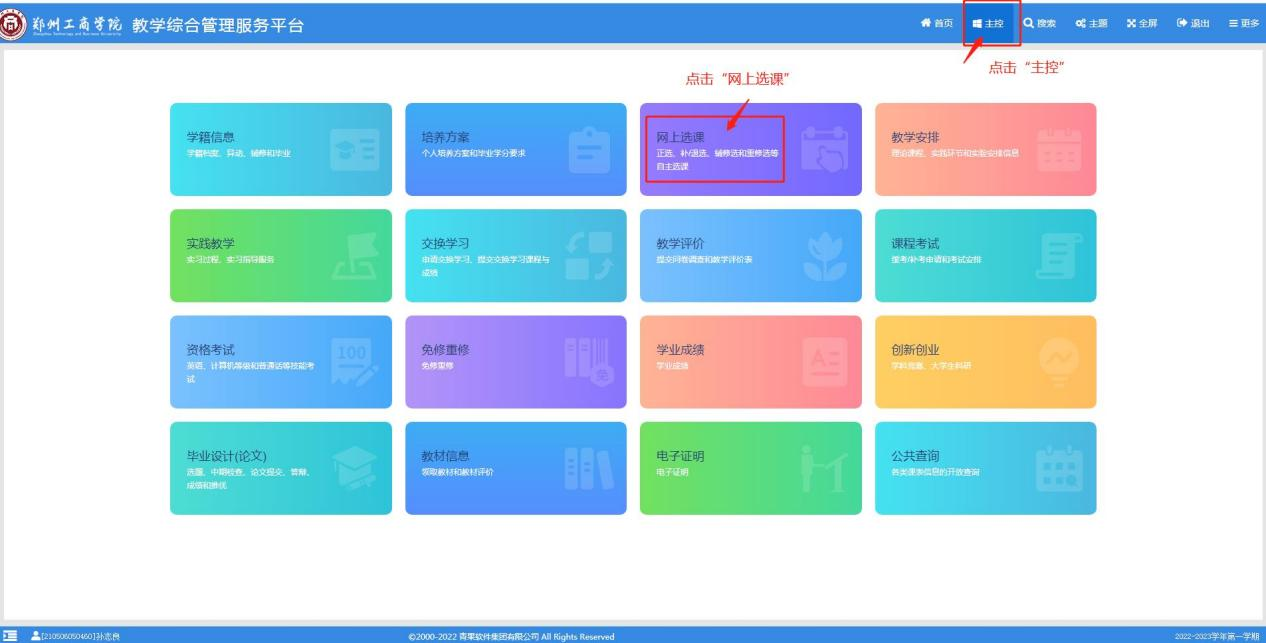 郑州工商学院 教学综合管理服务平台
首页 主控 搜索 主题 全屏 退出 更多
点击“主控”
点击“网上选课”
学籍信息
学籍档案、异动、辅修和毕业
培养方案
个人培养方案和毕业学分要求
网上选课
正选、补/退选、辅修选和重修选等
自主选课
教学安排
理论课程、实践环节和实验安排信息
实践教学
实习过程、实习指导服务
交换学习
申请交换学习、提交交换学习课程与
成绩
教学评价
提交问卷调查和教学评价表
课程考试
缓考/补考申请和考试安排
资格考试
英语、计算机等级和普通话等技能考
试
100
免修重修
免修重修
免
学业成绩
学业成绩
A
创新创业
学科竞赛、大学生科研
毕业设计(论文)
选题、中期检查、论文提交、答辩、
成绩和推优
教材信息
领取教材和教材评价
电子证明
电子证明
公共查询
各类课表信息的开放查询
[210506050460]孙志良
©2000-2022 青果软件集团有限公司 All Rights Reserved
2022-2023学年第一学期